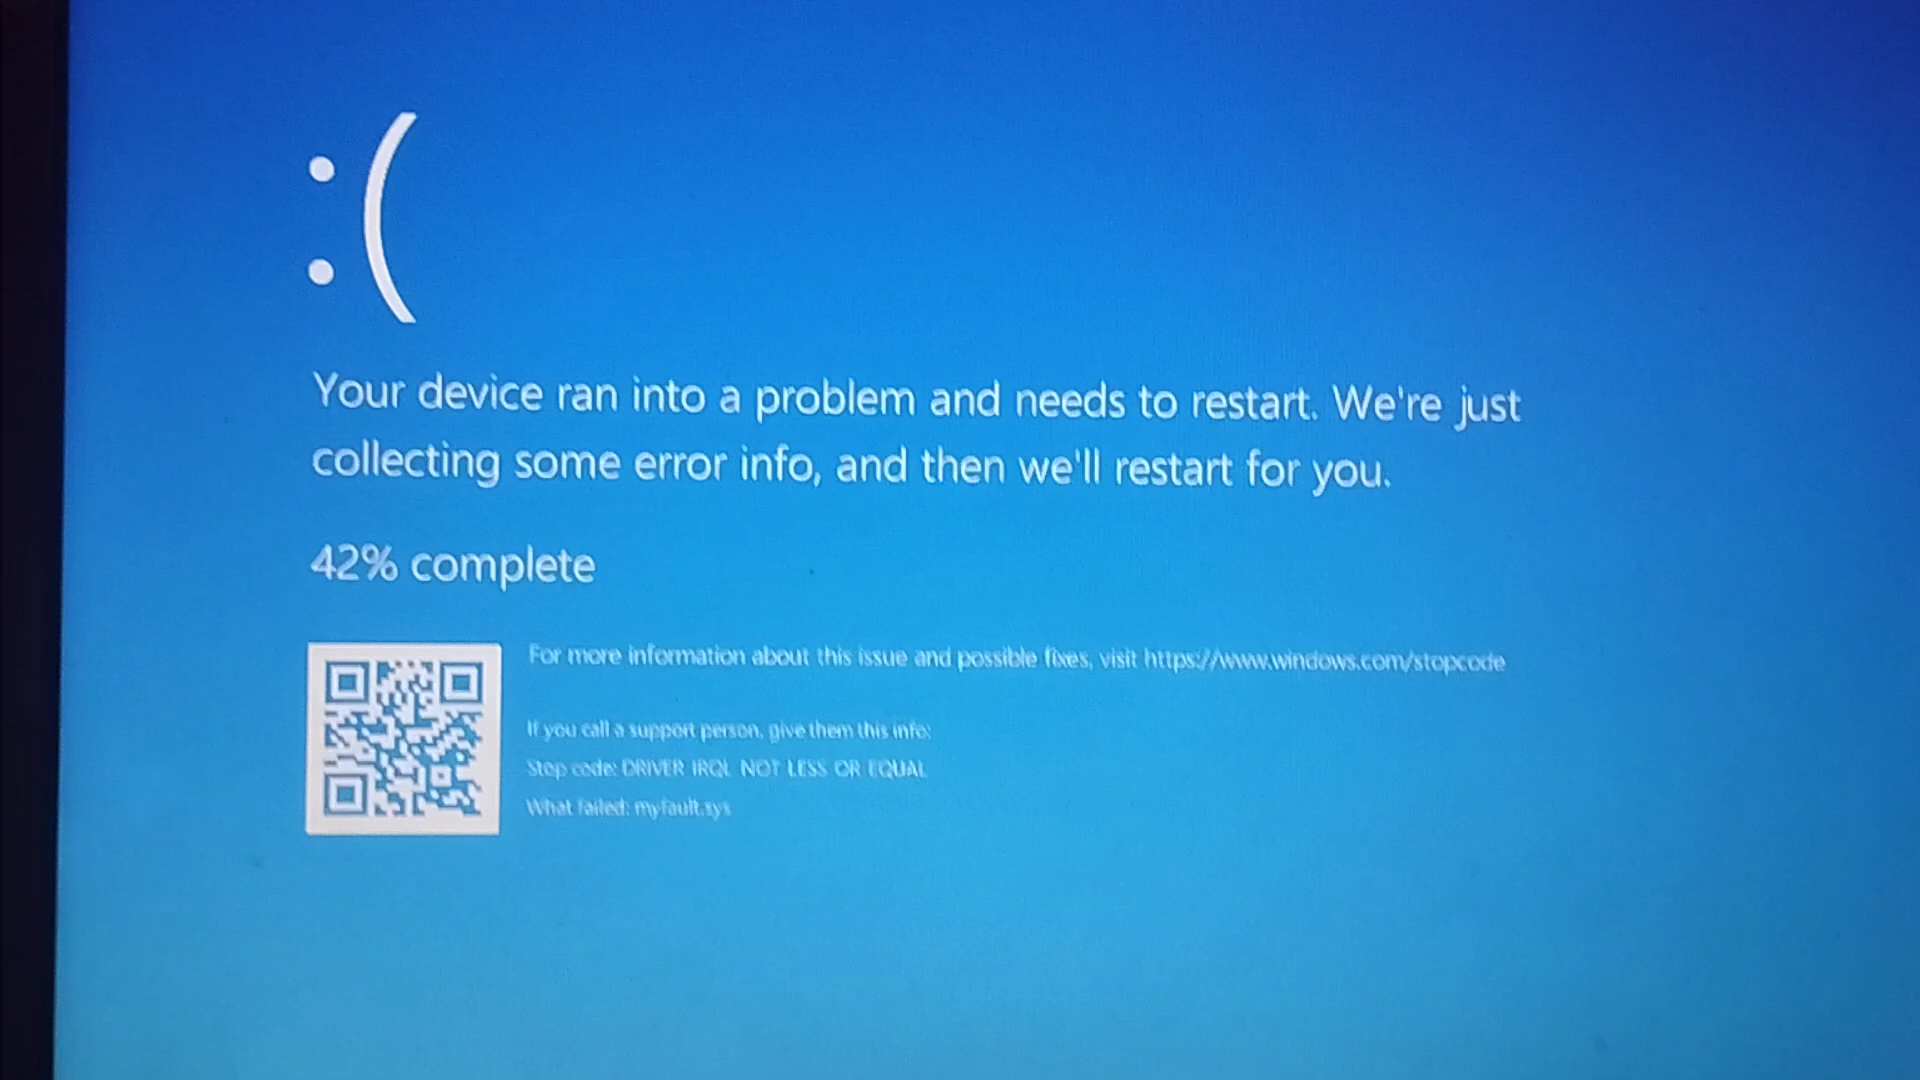 :(
Your device ran into a problem and needs to restart. We're just
collecting some error info, and then we'll restart for you.
42% complete
For more information about this issue and possible fixes, visit https://www.windows.com/stopcode
If you call a support person, give them this info:
Stop code: DRIVER IRQL NOT LESS OR EQUAL
What failed: myfault.sys